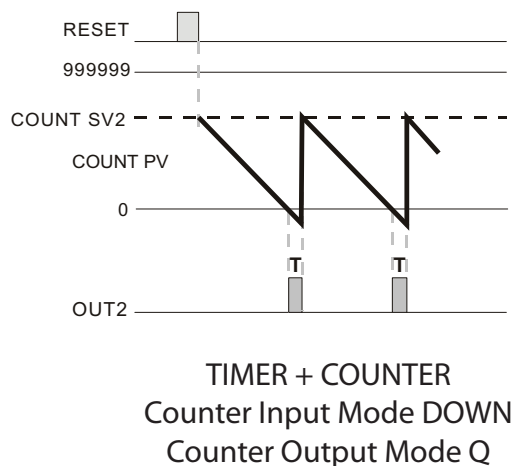 RESET
999999
COUNT SV2
COUNT PV
0
T T
OUT2
TIMER + COUNTER
Counter Input Mode DOWN
Counter Output Mode Q